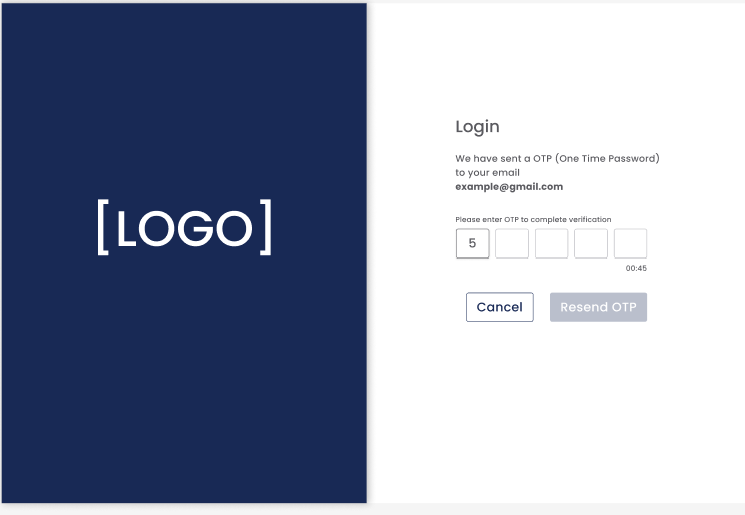 [LOGO]
Login
We have sent a OTP (One Time Password)
to your email
example@gmail.com
Please enter OTP to complete verification
5
00:45
Cancel
Resend OTP